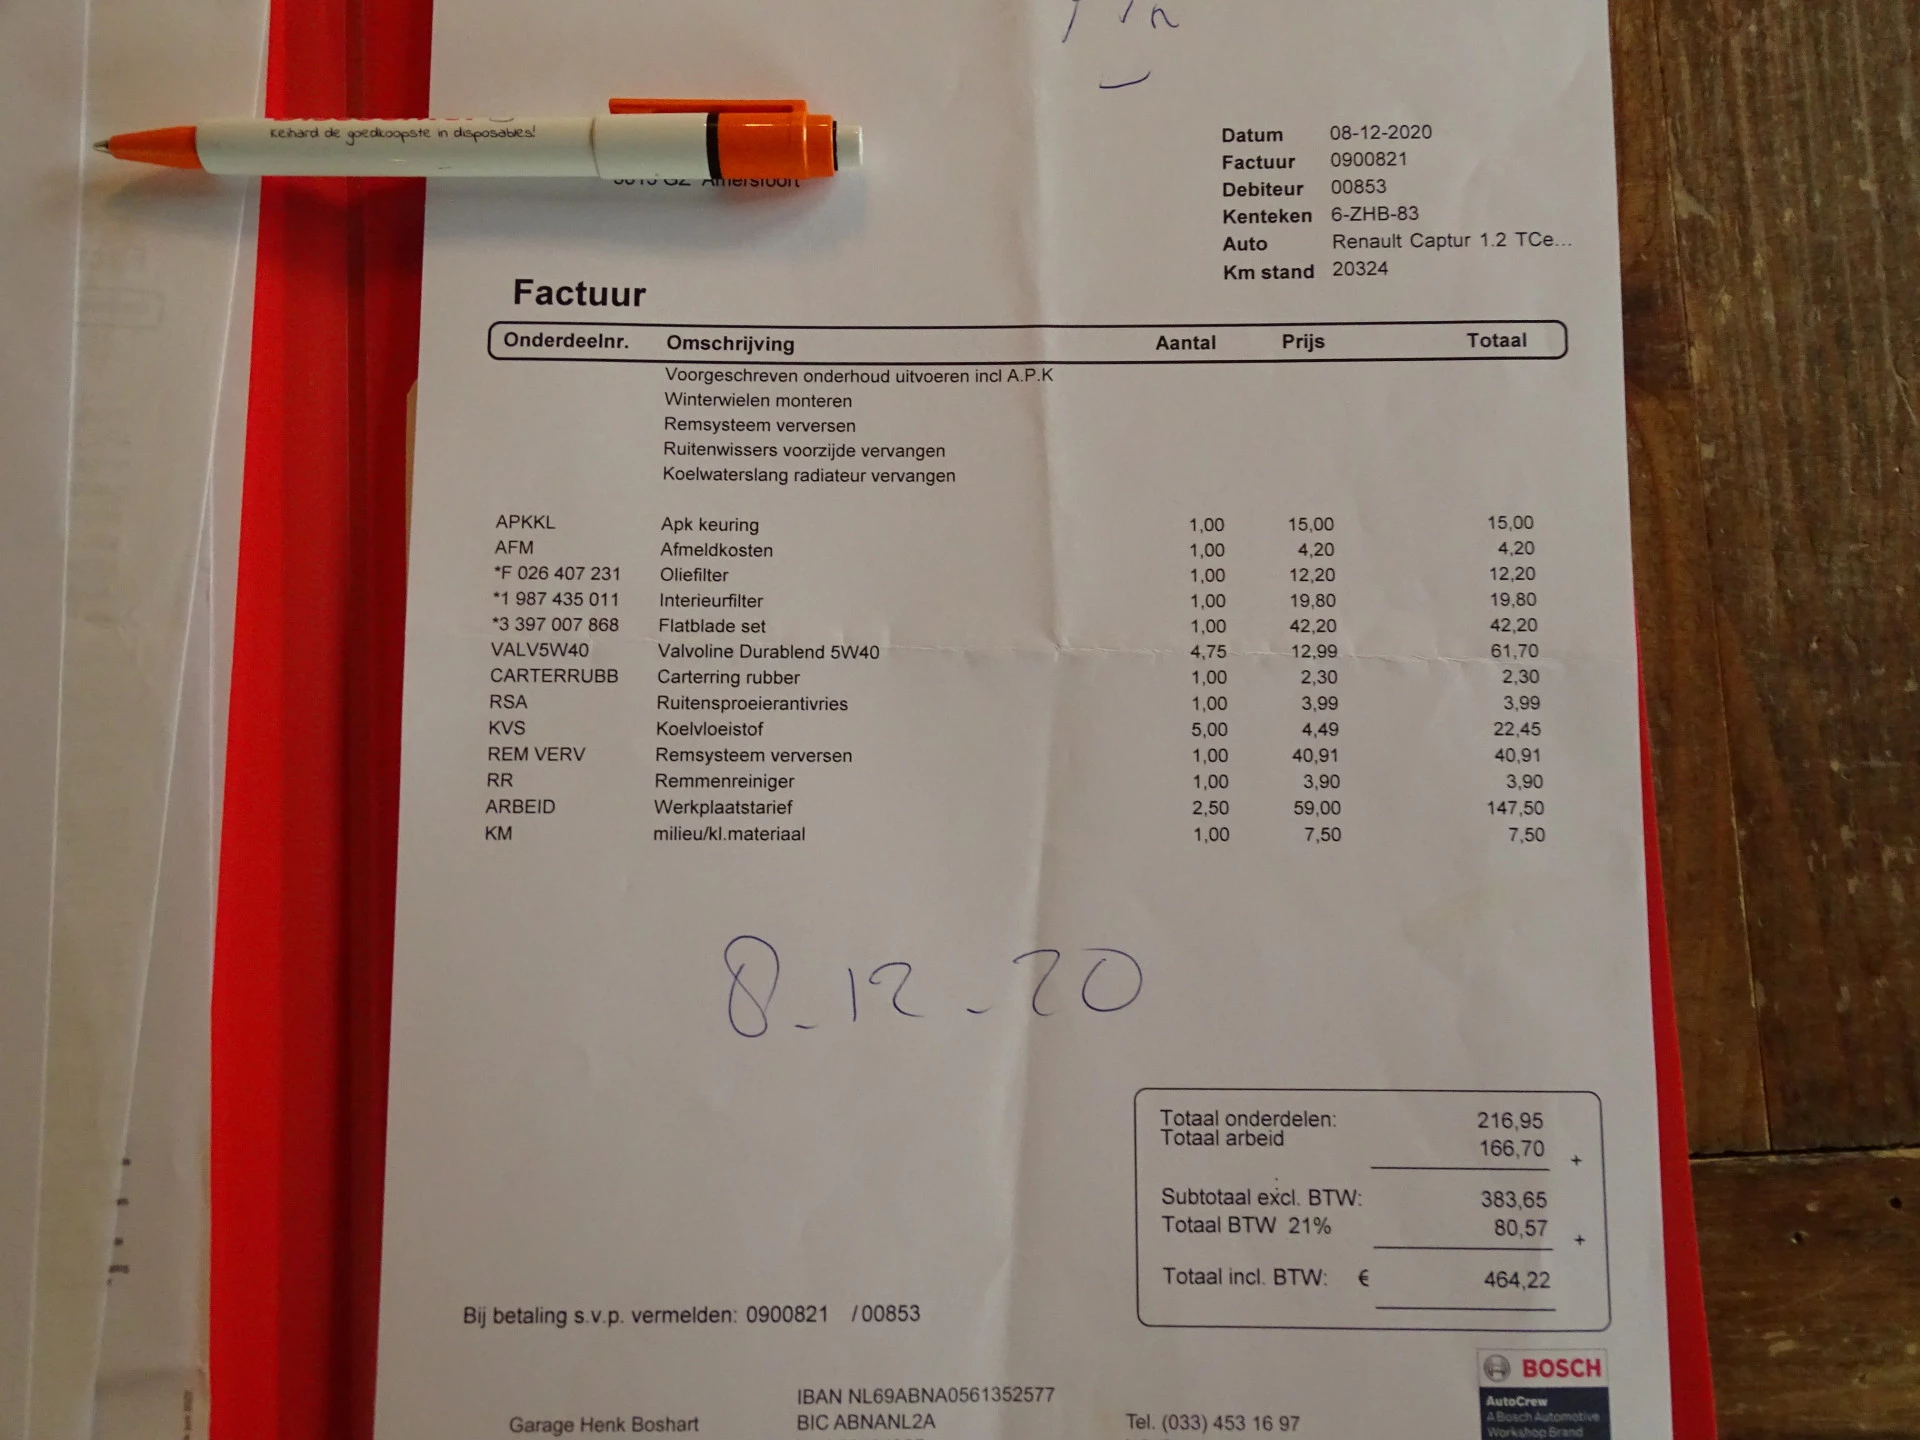 Keihard de goedkoopste in disposables!
Amersfoort
Datum 08-12-2020
Factuur 0900821
Debiteur 00853
Kenteken 6-ZHB-83
Auto Renault Captur 1.2 TCe...
Km stand 20324
Factuur
Onderdeelnr. Omschrijving Aantal Prijs Totaal
Voorgeschreven onderhoud uitvoeren incl A.P.K
Winterwielen monteren
Remsysteem verversen
Ruitenwissers voorzijde vervangen
Koelwaterslang radiateur vervangen
APKKL Apk keuring 1,00 15,00 15,00
AFM Afmeldkosten 1,00 4,20 4,20
*F 026 407 231 Oliefilter 1,00 12,20 12,20
*1 987 435 011 Interieurfilter 1,00 19,80 19,80
*3 397 007 868 Flatblade set 1,00 42,20 42,20
VALV5W40 Valvoline Durablend 5W40 4,75 12,99 61,70
CARTERRUBB Carterring rubber 1,00 2,30 2,30
RSA Ruitensproeierantivries 1,00 3,99 3,99
KVS Koelvloeistof 5,00 4,49 22,45
REM VERV Remsysteem verversen 1,00 40,91 40,91
RR Remmenreiniger 1,00 3,90 3,90
ARBEID Werkplaatstarief 2,50 59,00 147,50
KM milieu/kl.materiaal 1,00 7,50 7,50
8-12-20
Totaal onderdelen: 216,95
Totaal arbeid 166,70 +
Subtotaal excl. BTW: 383,65
Totaal BTW 21% 80,57 +
Totaal incl. BTW: € 464,22
Bij betaling s.v.p. vermelden: 0900821 /00853
BOSCH
AutoCrew
A Bosch Automotive
Workshop Brand
IBAN NL69ABNA0561352577
Garage Henk Boshart BIC ABNANL2A Tel. (033) 453 16 97